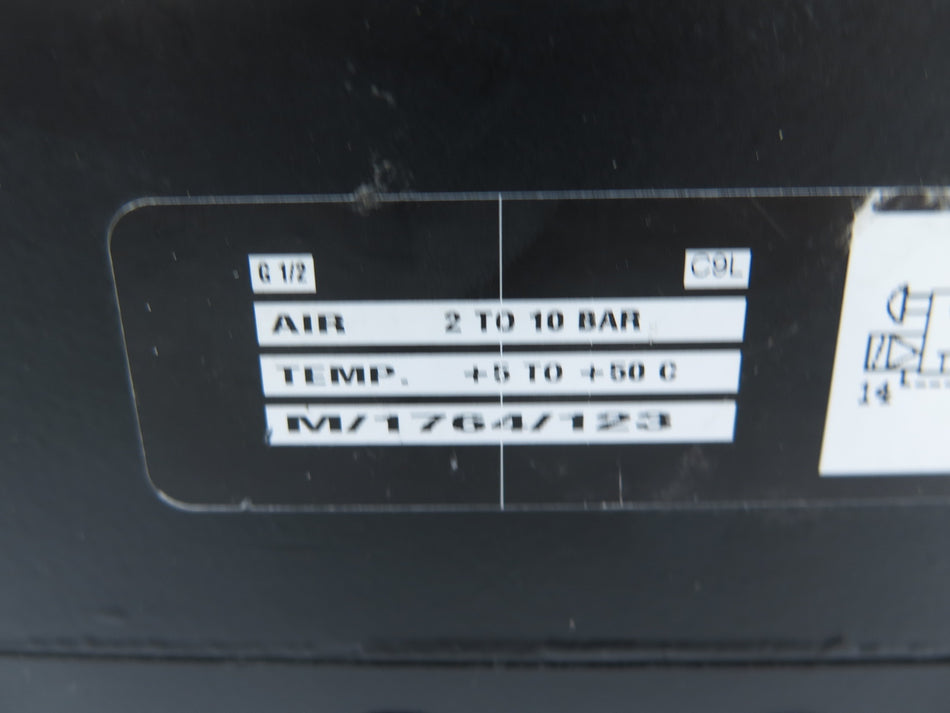 G 1/2
C9L
AIR 2 TO 10 BAR
TEMP. +5 TO +50 C
M/1764/123
14